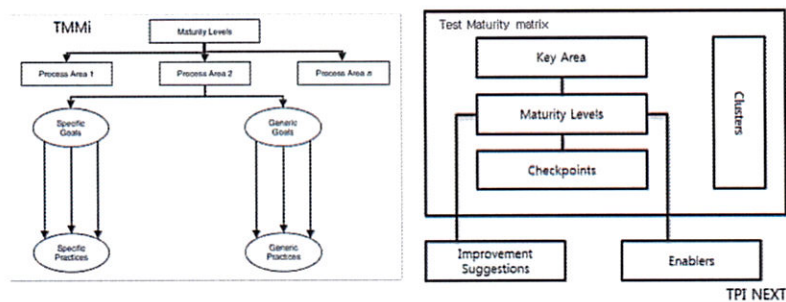 TMMi
Maturity Levels
Process Area 1
Process Area 2
Process Area n
Specific
Goals
Generic
Goals
Specific
Practices
Generic
Practices
Test Maturity matrix
Key Area
Maturity Levels
Checkpoints
Clusters
Improvement
Suggestions
Enablers
TPI NEXT